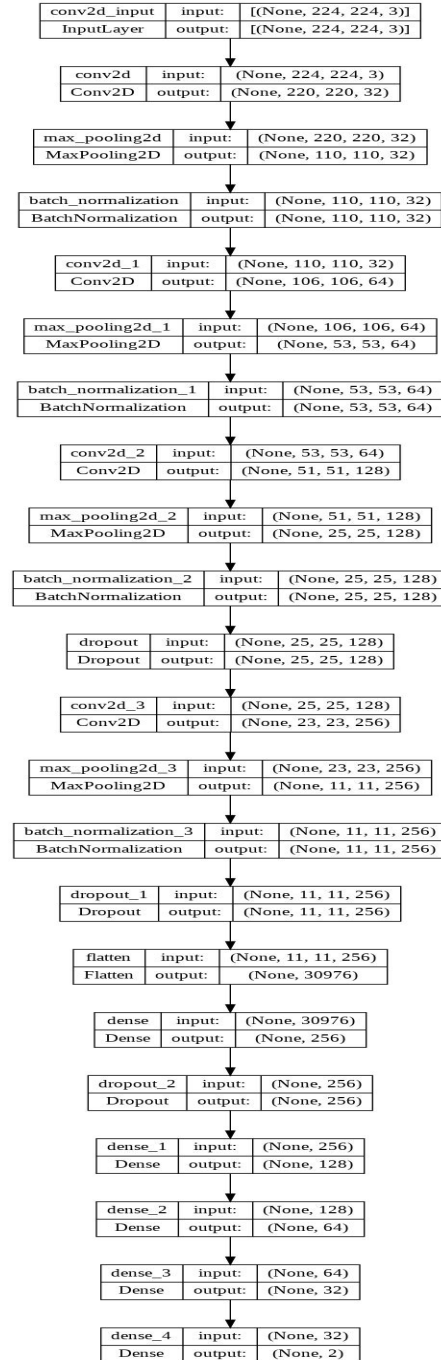 conv2d_input input: [(None, 224, 224, 3)]
InputLayer output: [(None, 224, 224, 3)]
conv2d input: (None, 224, 224, 3)
Conv2D output: (None, 220, 220, 32)
max_pooling2d input: (None, 220, 220, 32)
MaxPooling2D output: (None, 110, 110, 32)
batch_normalization input: (None, 110, 110, 32)
BatchNormalization output: (None, 110, 110, 32)
conv2d_1 input: (None, 110, 110, 32)
Conv2D output: (None, 106, 106, 64)
max_pooling2d_1 input: (None, 106, 106, 64)
MaxPooling2D output: (None, 53, 53, 64)
batch_normalization_1 input: (None, 53, 53, 64)
BatchNormalization output: (None, 53, 53, 64)
conv2d_2 input: (None, 53, 53, 64)
Conv2D output: (None, 51, 51, 128)
max_pooling2d_2 input: (None, 51, 51, 128)
MaxPooling2D output: (None, 25, 25, 128)
batch_normalization_2 input: (None, 25, 25, 128)
BatchNormalization output: (None, 25, 25, 128)
dropout input: (None, 25, 25, 128)
Dropout output: (None, 25, 25, 128)
conv2d_3 input: (None, 25, 25, 128)
Conv2D output: (None, 23, 23, 256)
max_pooling2d_3 input: (None, 23, 23, 256)
MaxPooling2D output: (None, 11, 11, 256)
batch_normalization_3 input: (None, 11, 11, 256)
BatchNormalization output: (None, 11, 11, 256)
dropout_1 input: (None, 11, 11, 256)
Dropout output: (None, 11, 11, 256)
flatten input: (None, 11, 11, 256)
Flatten output: (None, 30976)
dense input: (None, 30976)
Dense output: (None, 256)
dropout_2 input: (None, 256)
Dropout output: (None, 256)
dense_1 input: (None, 256)
Dense output: (None, 128)
dense_2 input: (None, 128)
Dense output: (None, 64)
dense_3 input: (None, 64)
Dense output: (None, 32)
dense_4 input: (None, 32)
Dense output: (None, 2)